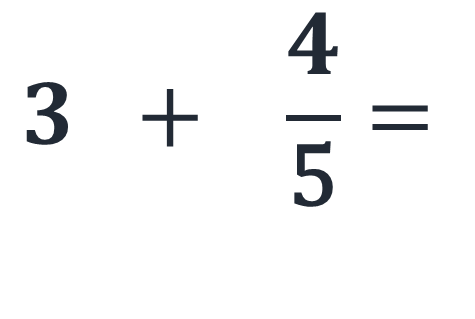 3 + 4/5 =